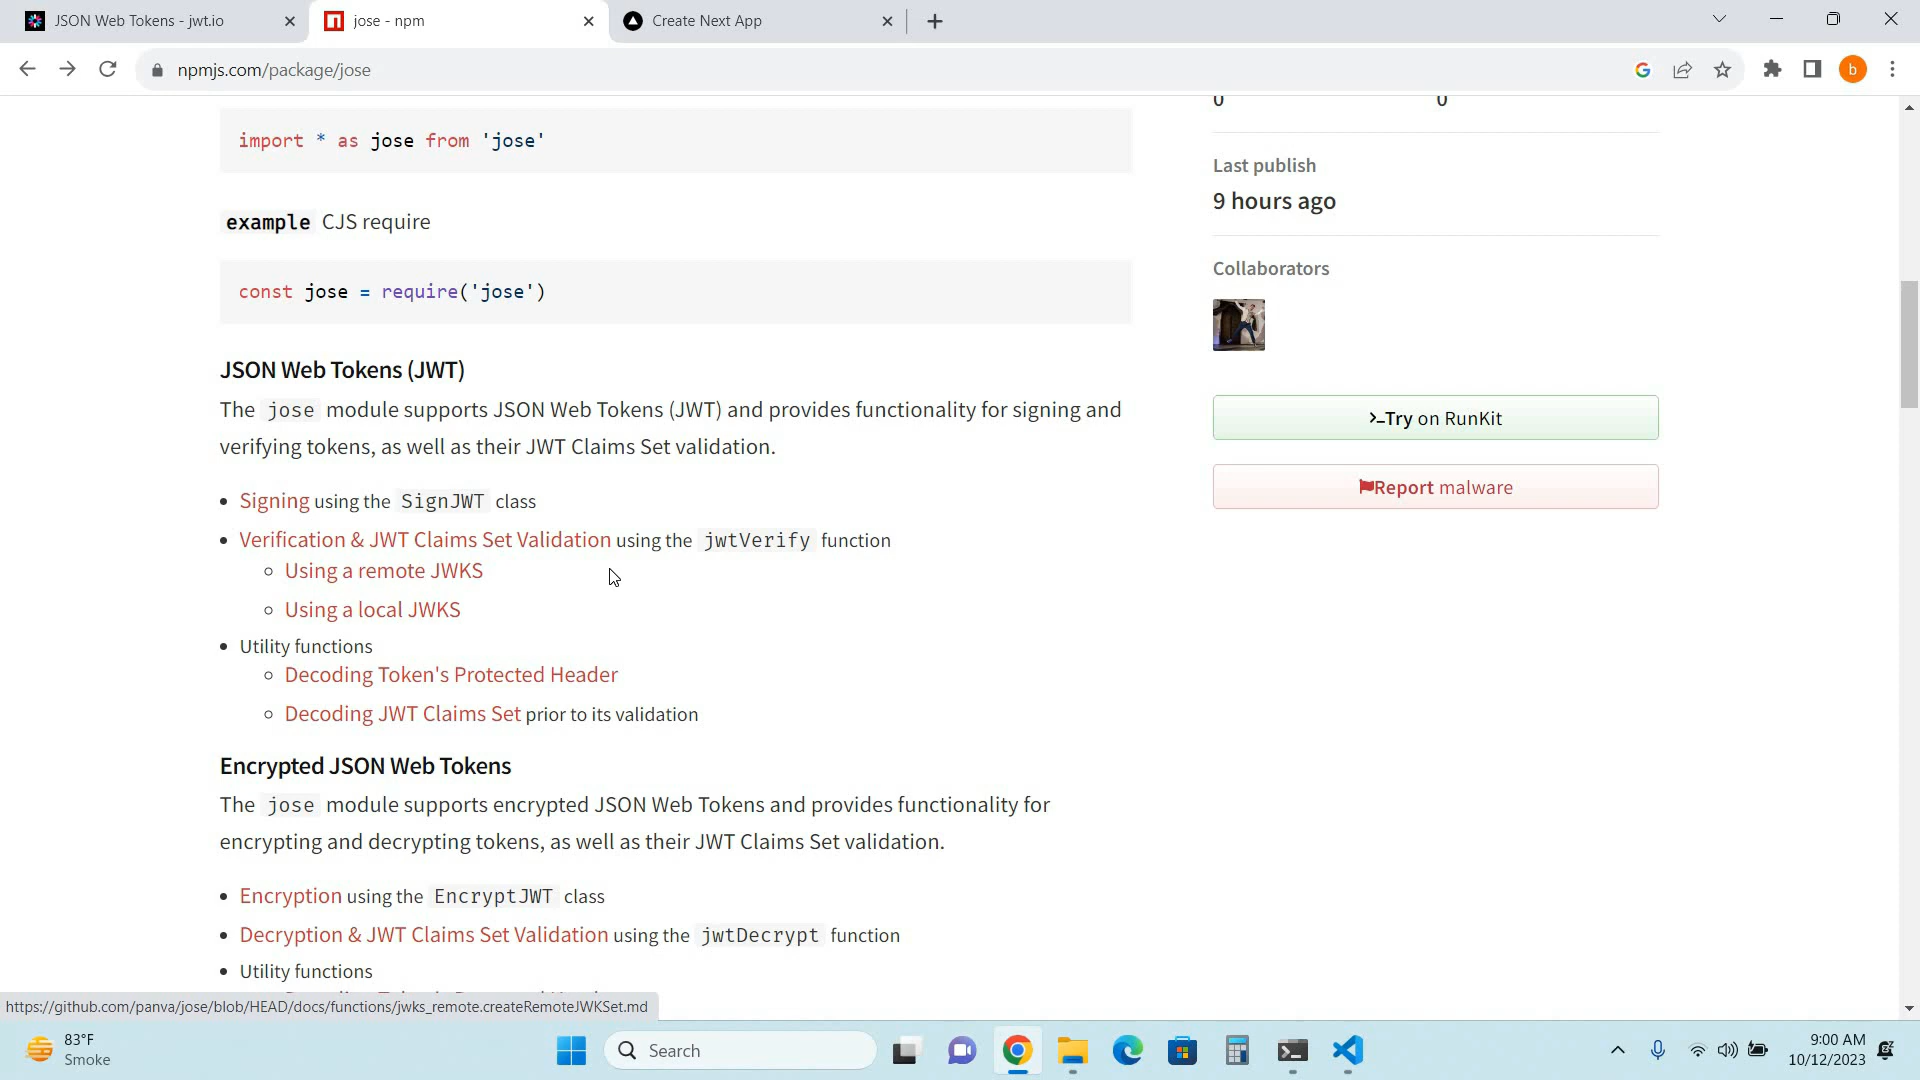 JSON Web Tokens - jwt.io
jose - npm
Create Next App
npmjs.com/package/jose
b
0 0
import * as jose from 'jose'
example CJS require
const jose = require('jose')
JSON Web Tokens (JWT)
The jose module supports JSON Web Tokens (JWT) and provides functionality for signing and
verifying tokens, as well as their JWT Claims Set validation.
Signing using the SignJWT class
Verification & JWT Claims Set Validation using the jwtVerify function
Using a remote JWKS
Using a local JWKS
Utility functions
Decoding Token's Protected Header
Decoding JWT Claims Set prior to its validation
Encrypted JSON Web Tokens
The jose module supports encrypted JSON Web Tokens and provides functionality for
encrypting and decrypting tokens, as well as their JWT Claims Set validation.
Encryption using the EncryptJWT class
Decryption & JWT Claims Set Validation using the jwtDecrypt function
Utility functions
Last publish
9 hours ago
Collaborators
>_Try on RunKit
Report malware
https://github.com/panva/jose/blob/HEAD/docs/functions/jwks_remote.createRemoteJWKSet.md
83°F
Smoke
Search
9:00 AM
10/12/2023